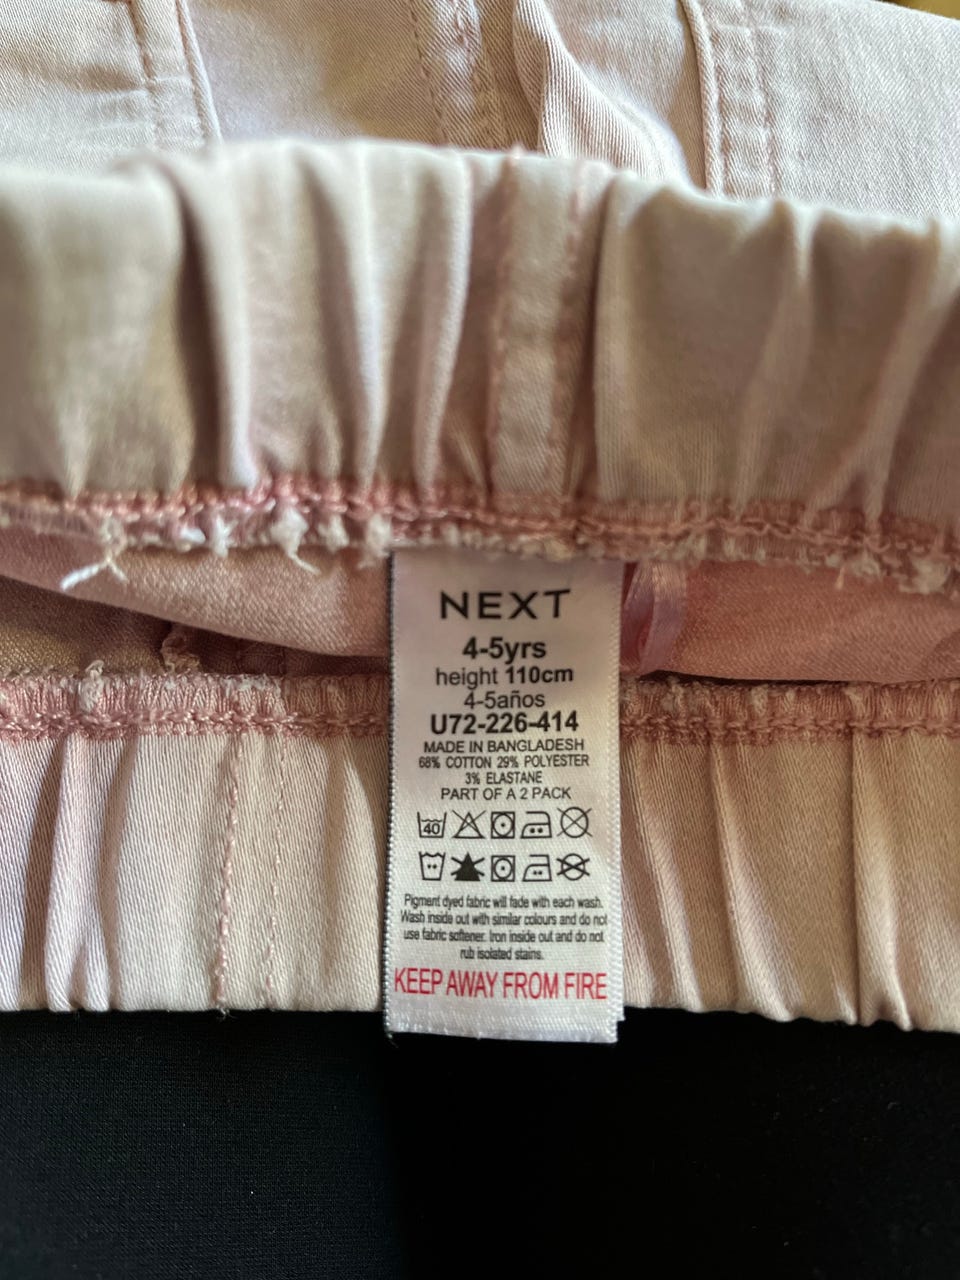 NEXT
4-5yrs
height 110cm
4-5años
U72-226-414
MADE IN BANGLADESH
68% COTTON 29% POLYESTER
3% ELASTANE
PART OF A 2 PACK
40
Pigment dyed fabric will fade with each wash.
Wash inside out with similar colours and do not
use fabric softener. Iron inside out and do not
rub isolated stains.
KEEP AWAY FROM FIRE